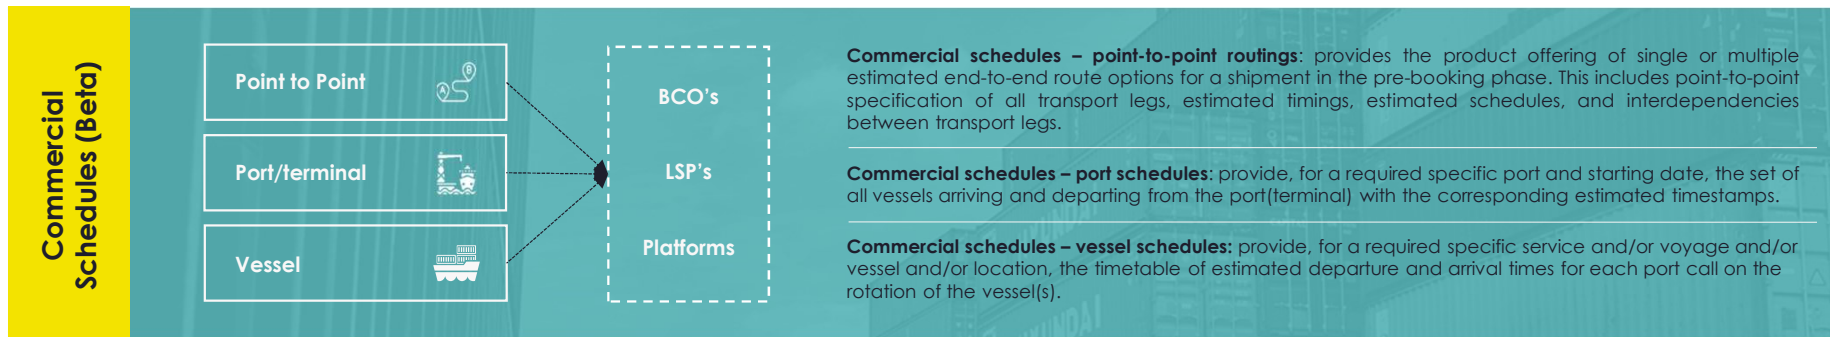 Commercial
Schedules (Beta)
Point to Point
A
B
Port/terminal
Vessel
BCO's
LSP's
Platforms
Commercial schedules – point-to-point routings: provides the product offering of single or multiple
estimated end-to-end route options for a shipment in the pre-booking phase. This includes point-to-point
specification of all transport legs, estimated timings, estimated schedules, and interdependencies
between transport legs.
Commercial schedules – port schedules: provide, for a required specific port and starting date, the set of
all vessels arriving and departing from the port(terminal) with the corresponding estimated timestamps.
Commercial schedules – vessel schedules: provide, for a required specific service and/or voyage and/or
vessel and/or location, the timetable of estimated departure and arrival times for each port call on the
rotation of the vessel(s).